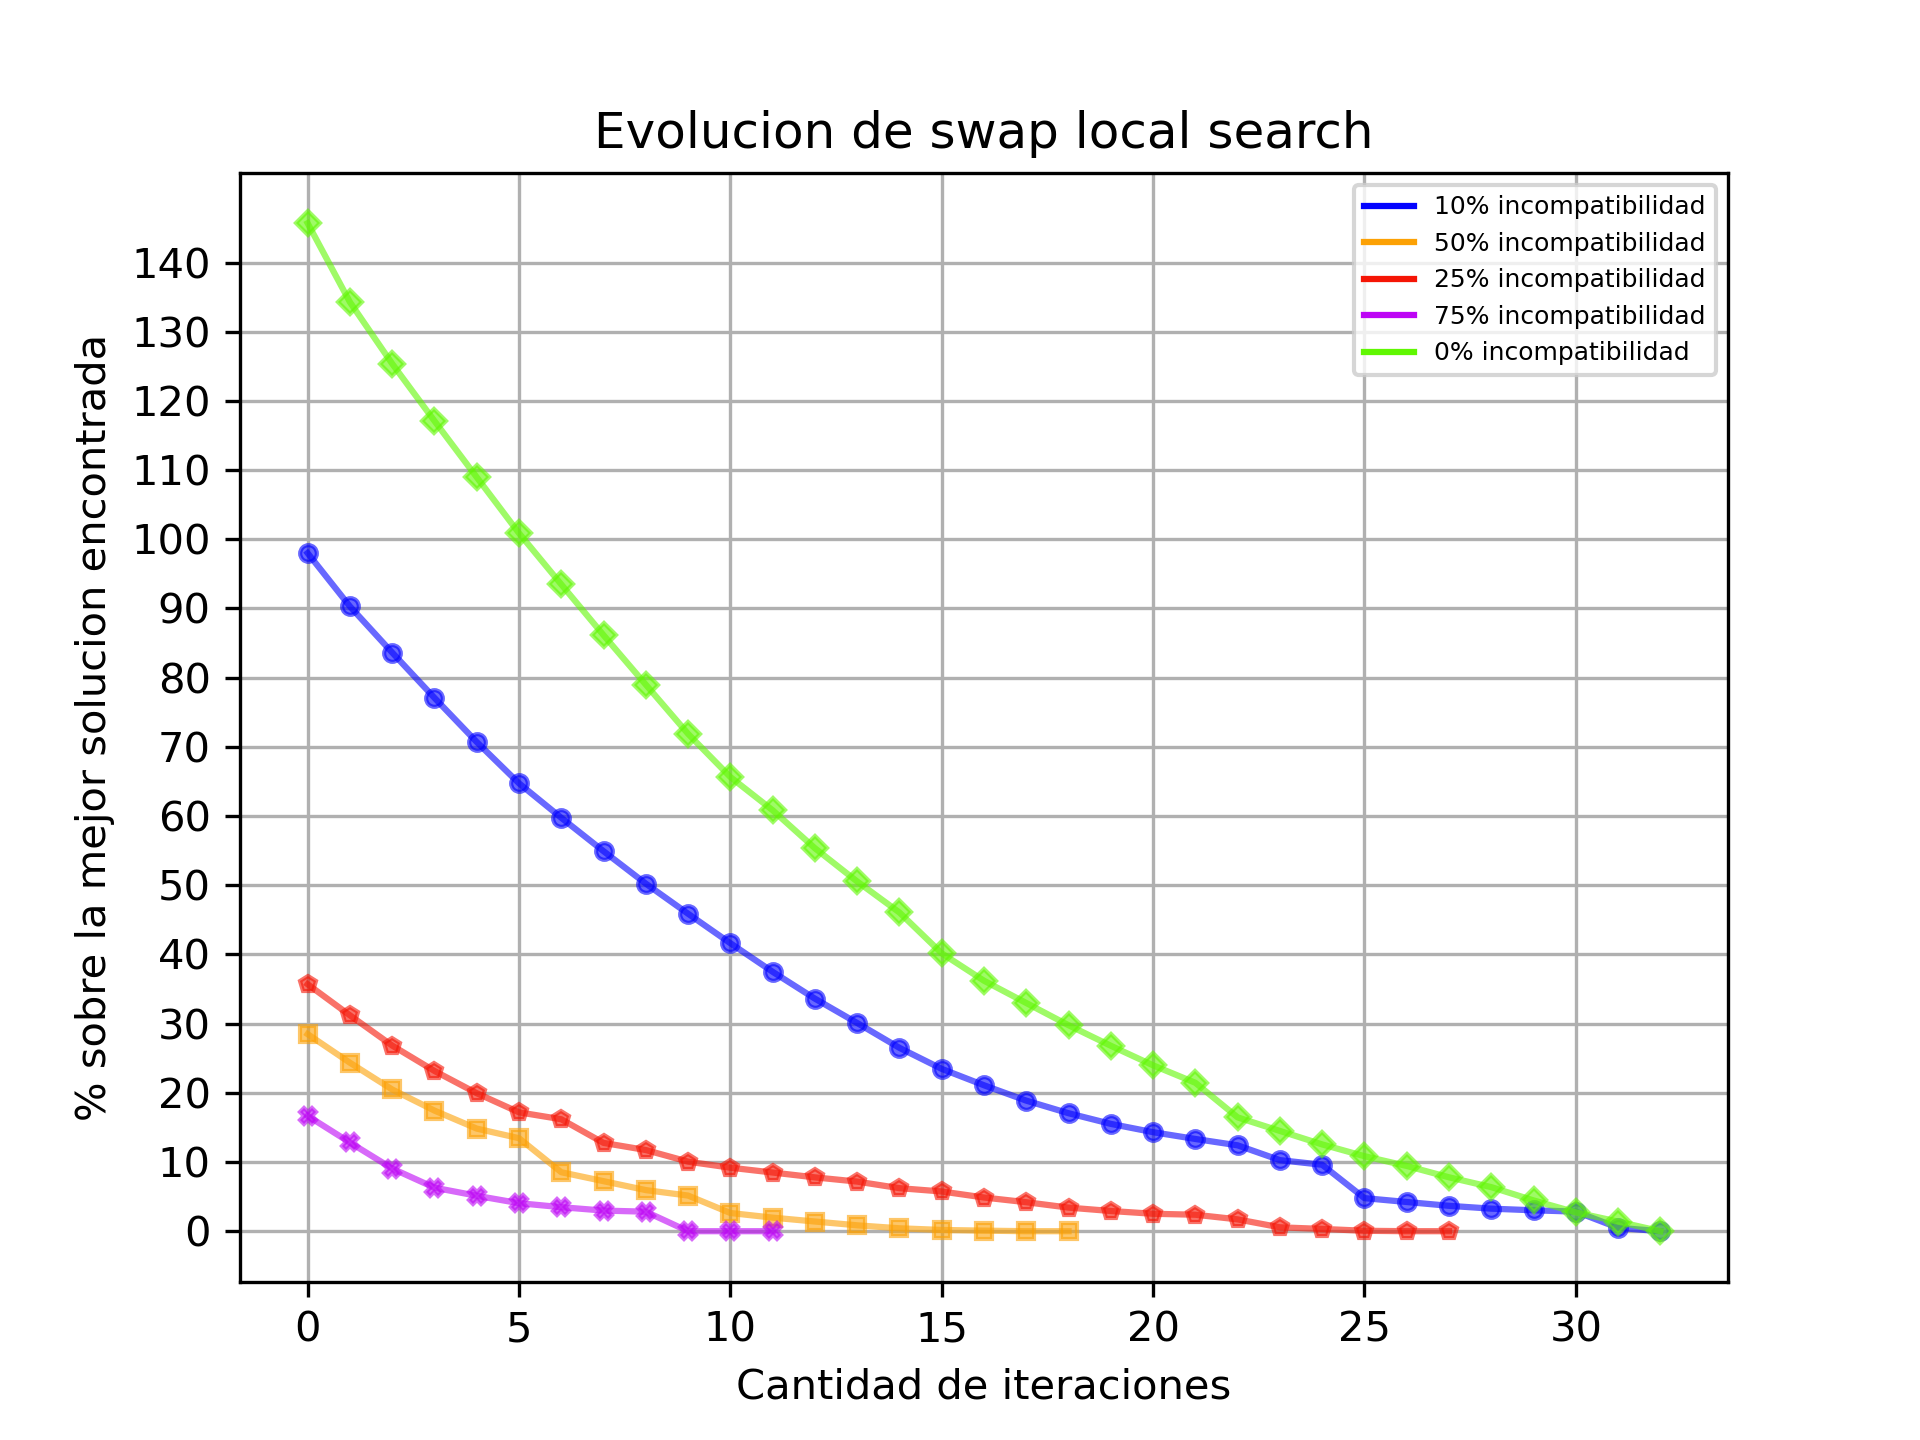 Evolucion de swap local search
% sobre la mejor solucion encontrada
140
130
120
110
100
90
80
70
60
50
40
30
20
10
0
10% incompatibilidad
50% incompatibilidad
25% incompatibilidad
75% incompatibilidad
0% incompatibilidad
0 5 10 15 20 25 30
Cantidad de iteraciones